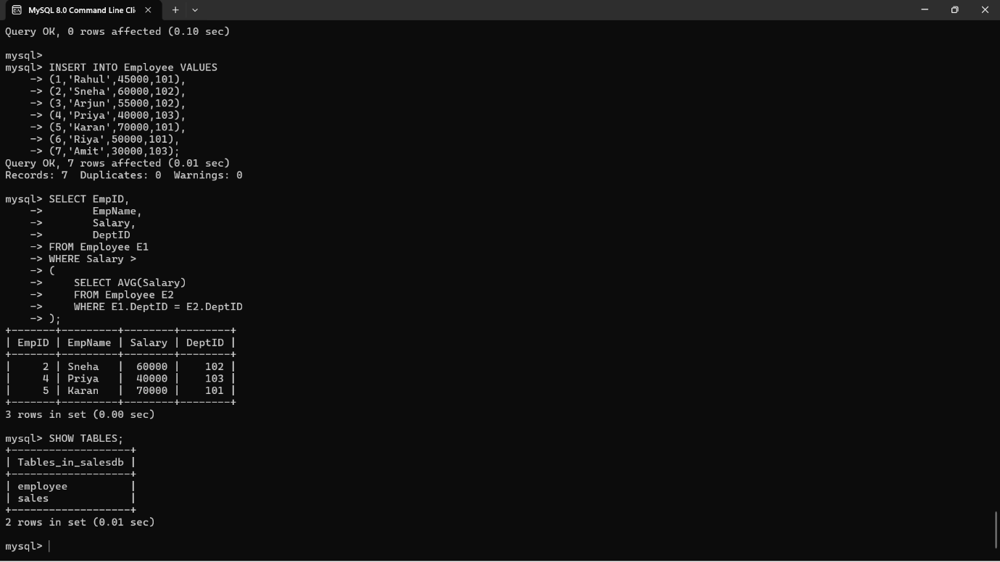 MySQL 8.0 Command Line Cli
Query OK, 0 rows affected (0.10 sec)
mysql>
mysql> INSERT INTO Employee VALUES
    -> (1,'Rahul',45000,101),
    -> (2,'Sneha',60000,102),
    -> (3,'Arjun',55000,102),
    -> (4,'Priya',40000,103),
    -> (5,'Karan',70000,101),
    -> (6,'Riya',50000,101),
    -> (7,'Amit',30000,103);
Query OK, 7 rows affected (0.01 sec)
Records: 7  Duplicates: 0  Warnings: 0
mysql> SELECT EmpID,
    ->        EmpName,
    ->        Salary,
    ->        DeptID
    -> FROM Employee E1
    -> WHERE Salary >
    -> (
    ->     SELECT AVG(Salary)
    ->     FROM Employee E2
    ->     WHERE E1.DeptID = E2.DeptID
    -> );
+-------+---------+--------+--------+
| EmpID | EmpName | Salary | DeptID |
+-------+---------+--------+--------+
|     2 | Sneha   |  60000 |    102 |
|     4 | Priya   |  40000 |    103 |
|     5 | Karan   |  70000 |    101 |
+-------+---------+--------+--------+
3 rows in set (0.00 sec)
mysql> SHOW TABLES;
+-------------------+
| Tables_in_salesdb |
+-------------------+
| employee          |
| sales             |
+-------------------+
2 rows in set (0.01 sec)
mysql>